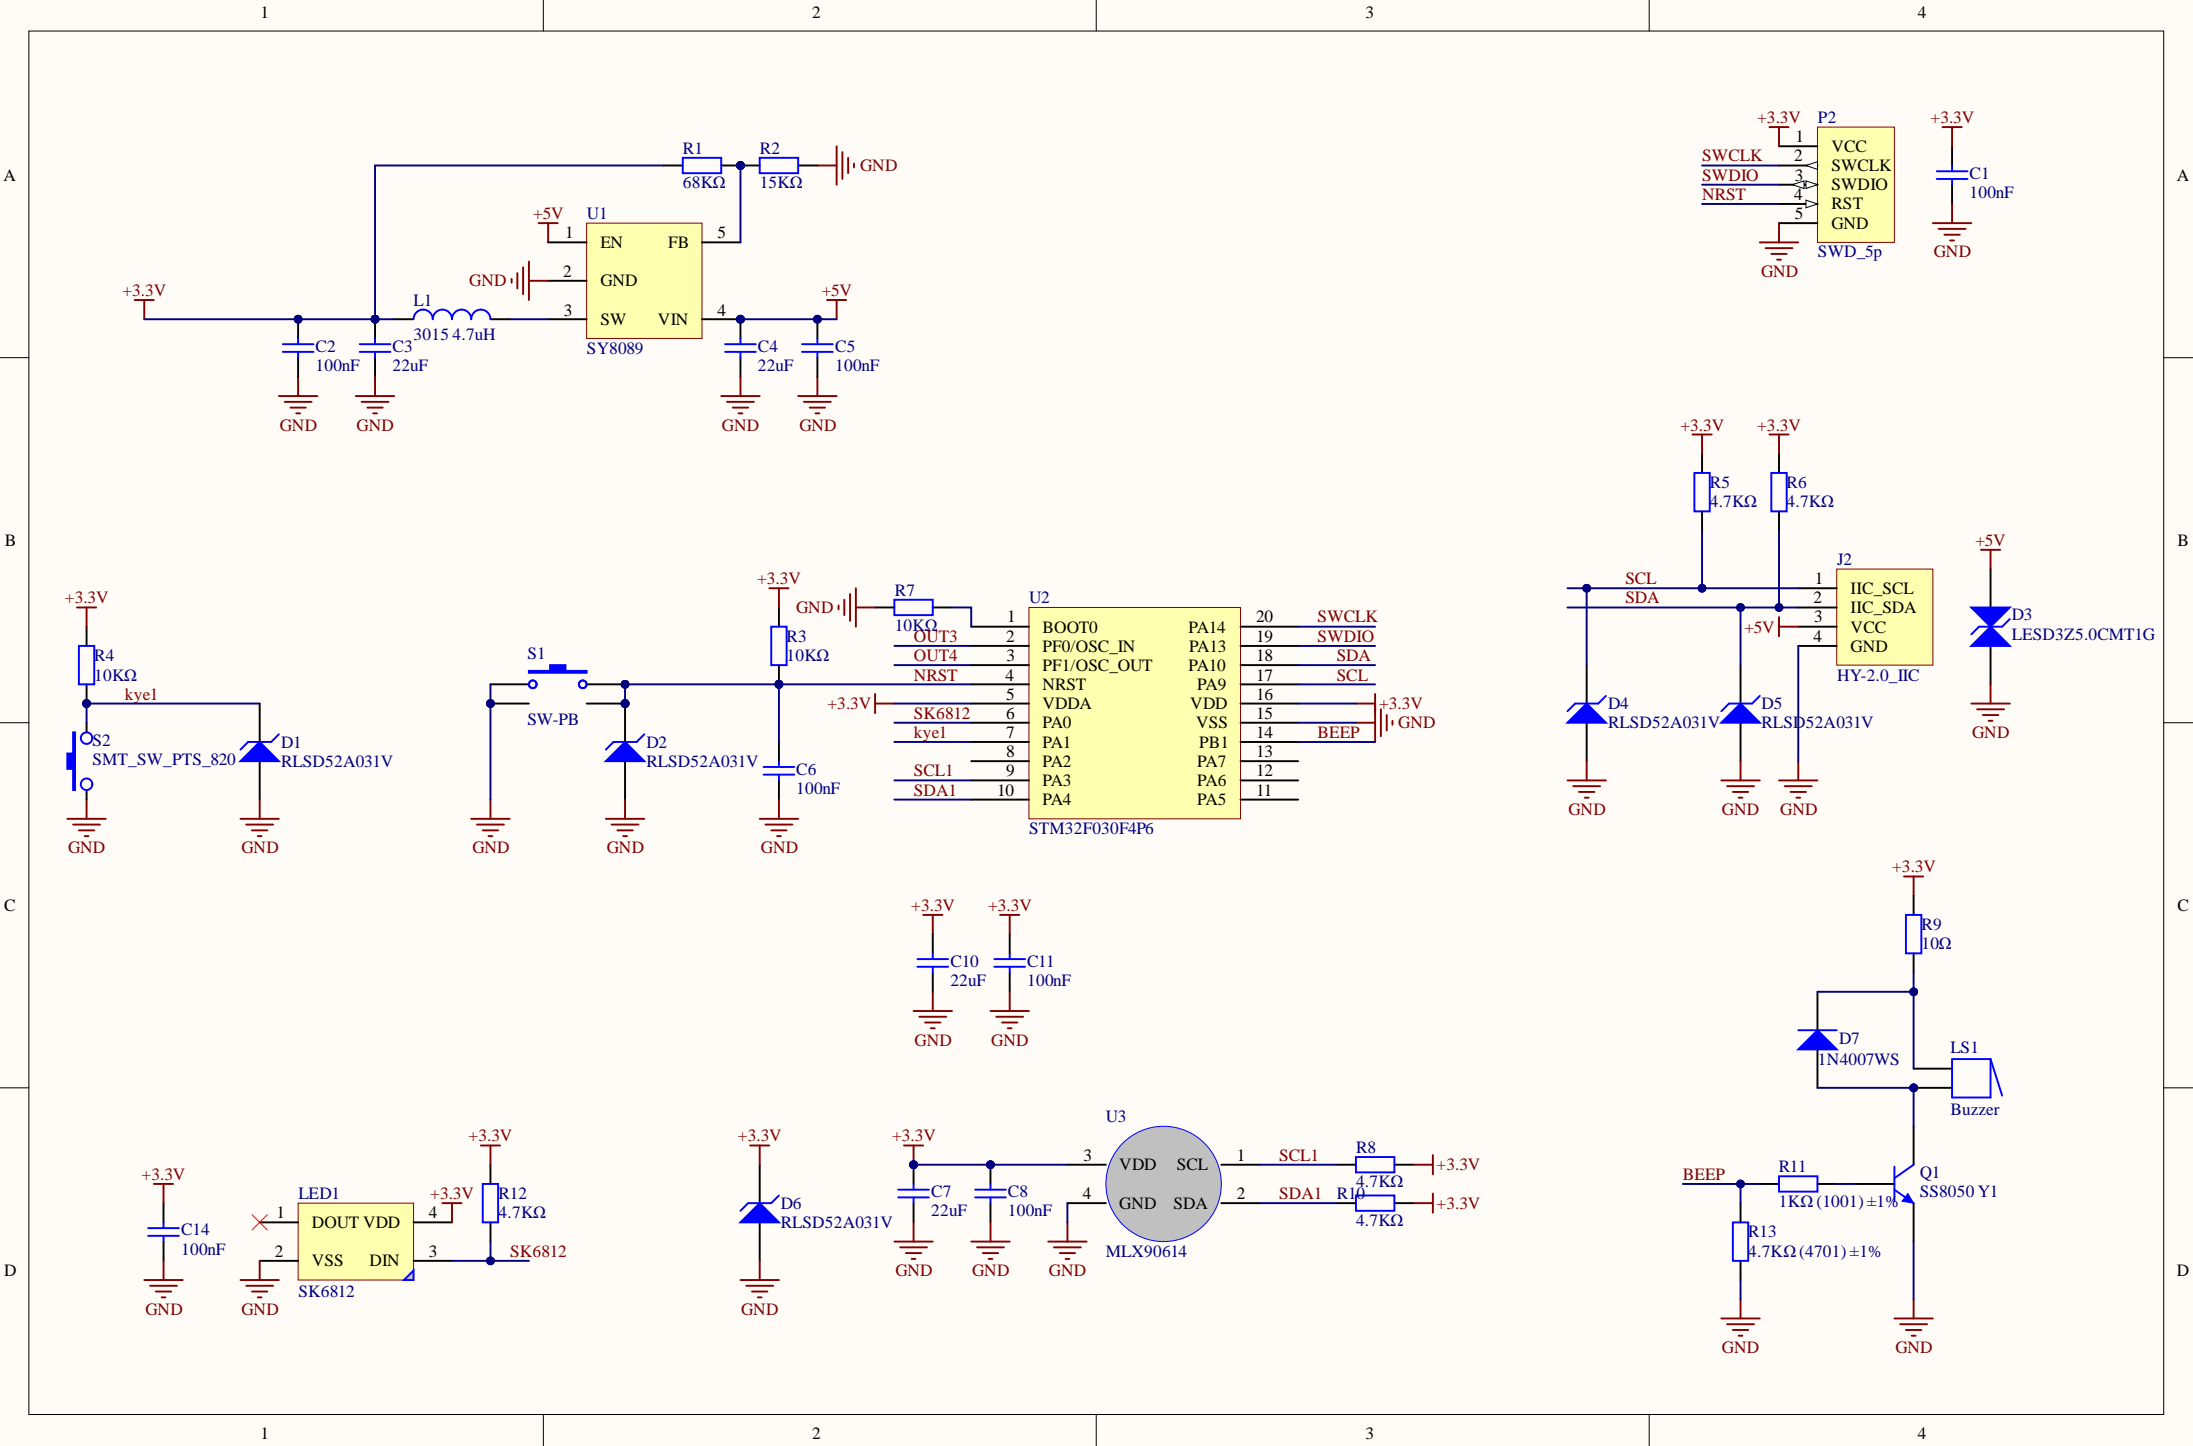 1 2 3 4
A A
B B
C C
D D
R1
68KΩ
R2
15KΩ
GND
+5V
U1
1 EN FB 5
GND 2 GND
3 SW VIN 4
SY8089
+3.3V
L1
3015 4.7uH
+5V
C2
100nF
C3
22uF
C4
22uF
C5
100nF
GND
GND
GND
GND
+3.3V
P2
1 VCC
SWCLK 2 SWCLK
SWDIO 3 SWDIO
NRST 4 RST
5 GND
SWD_5p
GND
+3.3V
C1
100nF
GND
+3.3V
R4
10KΩ
kye1
S2
SMT_SW_PTS_820
D1
RLSD52A031V
GND
GND
S1
SW-PB
D2
RLSD52A031V
+3.3V
R3
10KΩ
C6
100nF
GND
GND
GND
GND
R7
10KΩ
U2
1 BOOT0 PA14 20 SWCLK
OUT3 2 PF0/OSC_IN PA13 19 SWDIO
OUT4 3 PF1/OSC_OUT PA10 18 SDA
NRST 4 NRST PA9 17 SCL
+3.3V 5 VDDA VDD 16 +3.3V
SK6812 6 PA0 VSS 15 GND
kye1 7 PA1 PB1 14 BEEP
8 PA2 PA7 13
SCL1 9 PA3 PA6 12
SDA1 10 PA4 PA5 11
STM32F030F4P6
+3.3V
R5
4.7KΩ
+3.3V
R6
4.7KΩ
J2
SCL 1 IIC_SCL
SDA 2 IIC_SDA
+5V 3 VCC
4 GND
HY-2.0_IIC
D4
RLSD52A031V
D5
RLSD52A031V
GND
GND
GND
+5V
D3
LESD3Z5.0CMT1G
GND
+3.3V
C10
22uF
GND
+3.3V
C11
100nF
GND
+3.3V
R9
10Ω
D7
1N4007WS
LS1
Buzzer
BEEP
R11
1KΩ (1001) ±1%
Q1
SS8050 Y1
R13
4.7KΩ (4701) ±1%
GND
GND
+3.3V
C14
100nF
GND
LED1
1 DOUT VDD 4
2 VSS DIN 3
SK6812
GND
+3.3V
+3.3V
R12
4.7KΩ
SK6812
+3.3V
D6
RLSD52A031V
GND
+3.3V
C7
22uF
C8
100nF
GND
GND
GND
U3
3 VDD SCL 1 SCL1
4 GND SDA 2 SDA1
MLX90614
R8
4.7KΩ
+3.3V
R10
4.7KΩ
+3.3V
1 2 3 4